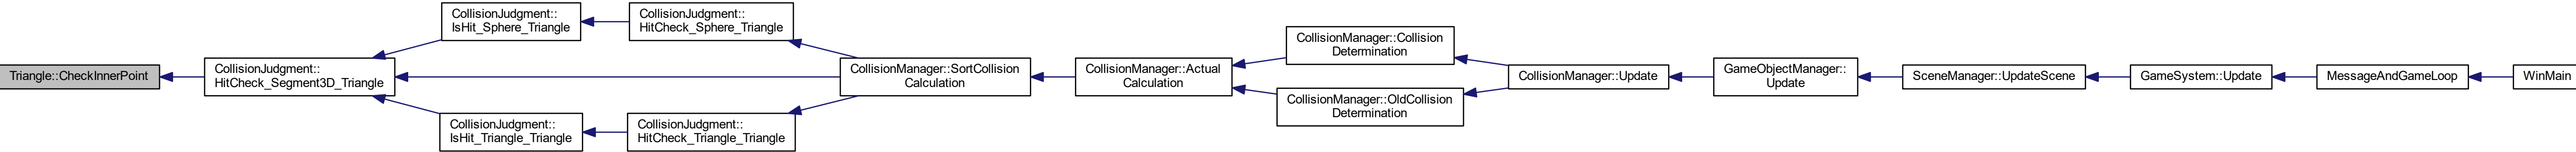 Triangle::CheckInnerPoint
CollisionJudgment::
HitCheck_Segment3D_Triangle
CollisionJudgment::
IsHit_Sphere_Triangle
CollisionJudgment::
HitCheck_Sphere_Triangle
CollisionJudgment::
IsHit_Triangle_Triangle
CollisionJudgment::
HitCheck_Triangle_Triangle
CollisionManager::SortCollision
Calculation
CollisionManager::Actual
Calculation
CollisionManager::Collision
Determination
CollisionManager::OldCollision
Determination
CollisionManager::Update
GameObjectManager::
Update
SceneManager::UpdateScene
GameSystem::Update
MessageAndGameLoop
WinMain